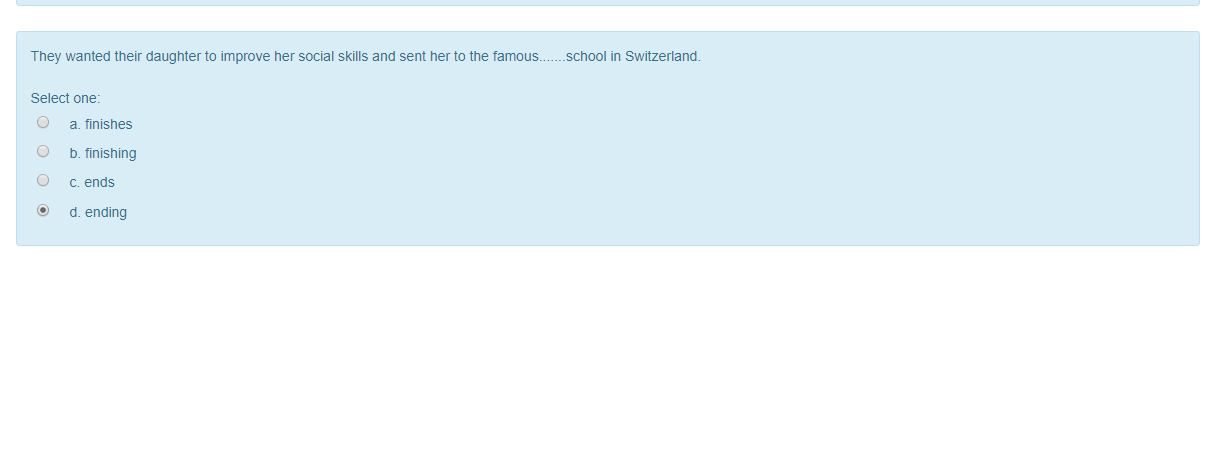 They wanted their daughter to improve her social skills and sent her to the famous.......school in Switzerland.
Select one:
a. finishes
b. finishing
c. ends
d. ending